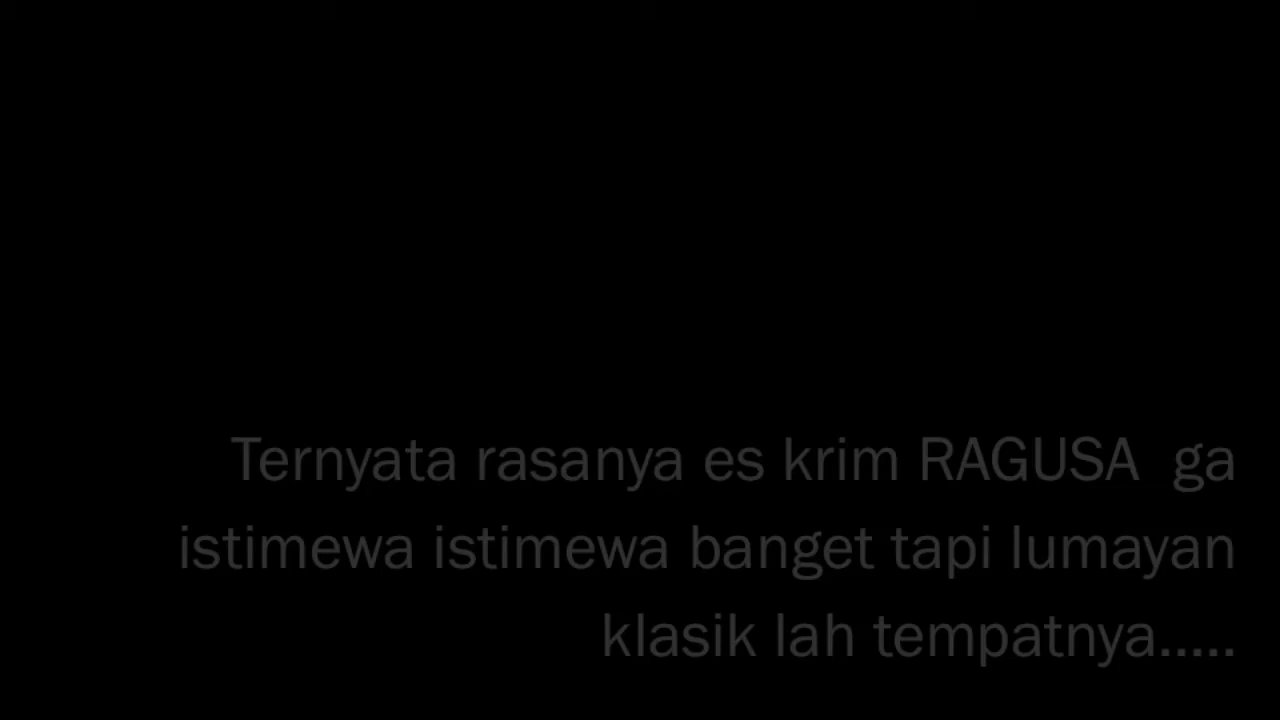 Ternyata rasanya es krim RAGUSA  ga
istimewa istimewa banget tapi lumayan
klasik lah tempatnya.....